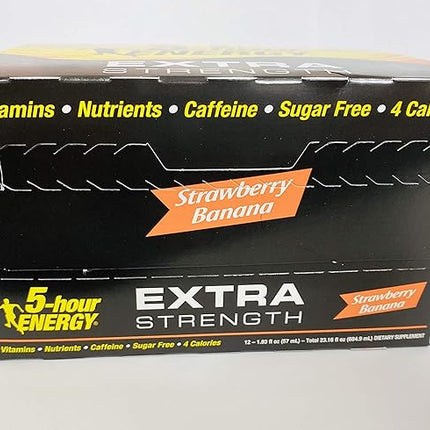 ENERGY
EXTRA
STRENGTH
amins • Nutrients • Caffeine • Sugar Free • 4 Cal
Strawberry
Banana
5-hour
ENERGY®
EXTRA
STRENGTH
Strawberry
Banana
Vitamins • Nutrients • Caffeine • Sugar Free • 4 Calories
12 – 1.93 fl oz (57 mL) – Total 23.16 fl oz (684.9 mL) DIETARY SUPPLEMENT